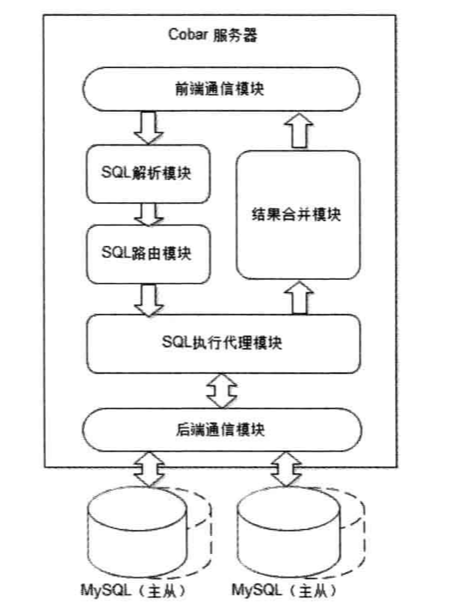 Cobar 服务器
前端通信模块
SQL解析模块
结果合并模块
SQL路由模块
SQL执行代理模块
后端通信模块
MySQL（主从）
MySQL（主从）